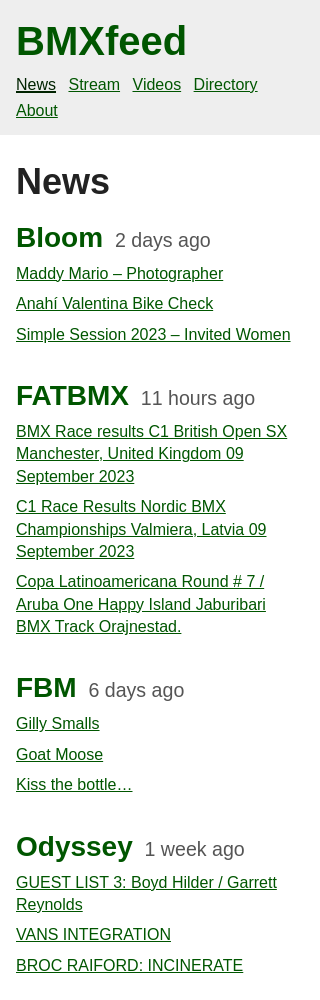 BMXfeed
News Stream Videos Directory
About
News
Bloom 2 days ago
Maddy Mario – Photographer
Anahí Valentina Bike Check
Simple Session 2023 – Invited Women
FATBMX 11 hours ago
BMX Race results C1 British Open SX
Manchester, United Kingdom 09
September 2023
C1 Race Results Nordic BMX
Championships Valmiera, Latvia 09
September 2023
Copa Latinoamericana Round # 7 /
Aruba One Happy Island Jaburibari
BMX Track Orajnestad.
FBM 6 days ago
Gilly Smalls
Goat Moose
Kiss the bottle…
Odyssey 1 week ago
GUEST LIST 3: Boyd Hilder / Garrett
Reynolds
VANS INTEGRATION
BROC RAIFORD: INCINERATE